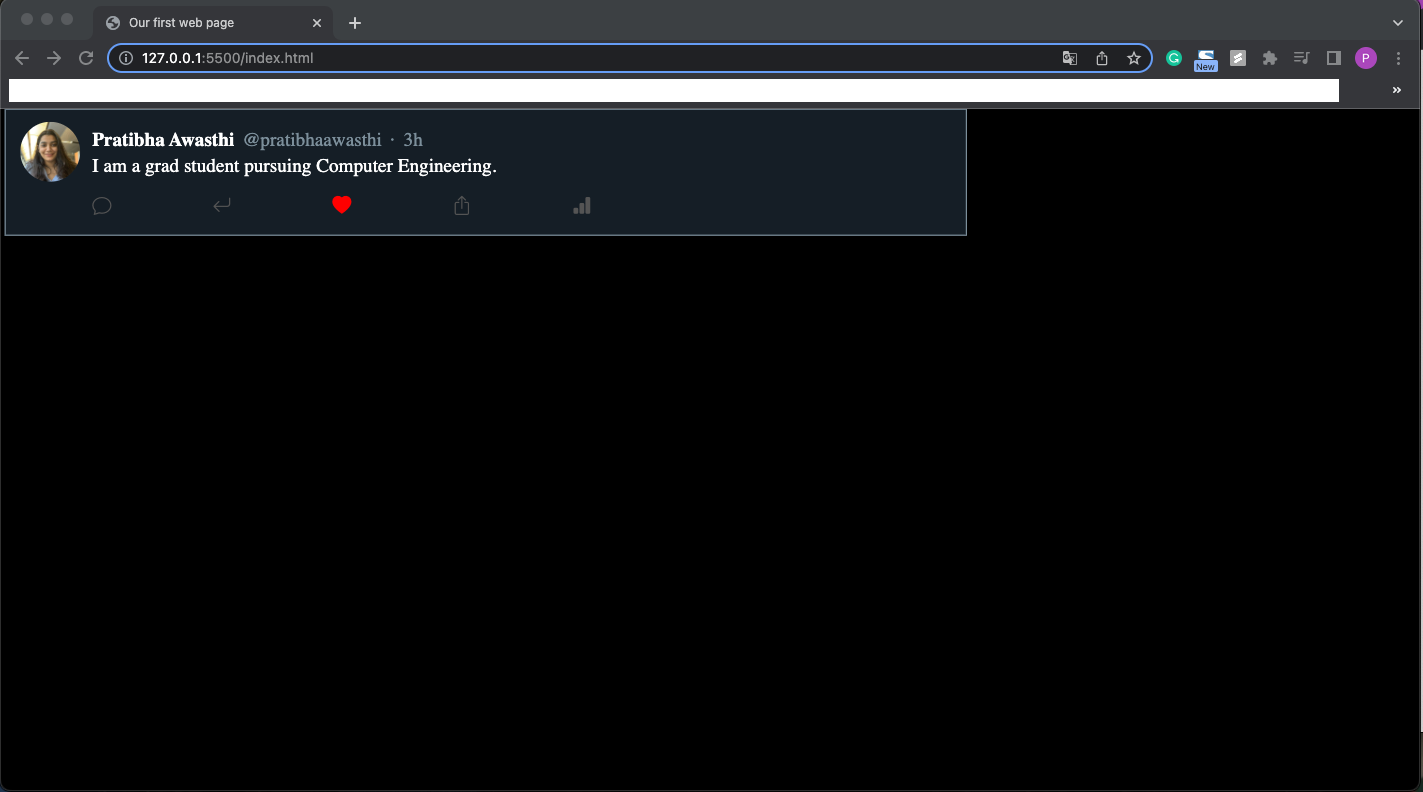 Our first web page
127.0.0.1:5500/index.html
New
P
Pratibha Awasthi @pratibhaawasthi · 3h
I am a grad student pursuing Computer Engineering.